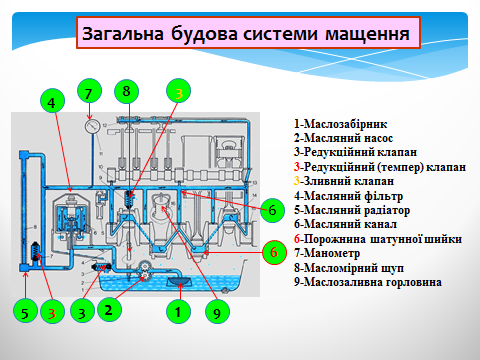 Загальна будова системи мащення
7
8
3
4
6
6
5
3
3
2
1
9
1-Маслозабірник
2-Масляний насос
3-Редукційний клапан
3-Редукційний (темпер) клапан
3-Зливний клапан
4-Масляний фільтр
5-Масляний радіатор
6-Масляний канал
6-Порожнина шатунної шийки
7-Манометр
8-Масломірний щуп
9-Маслозаливна горловина